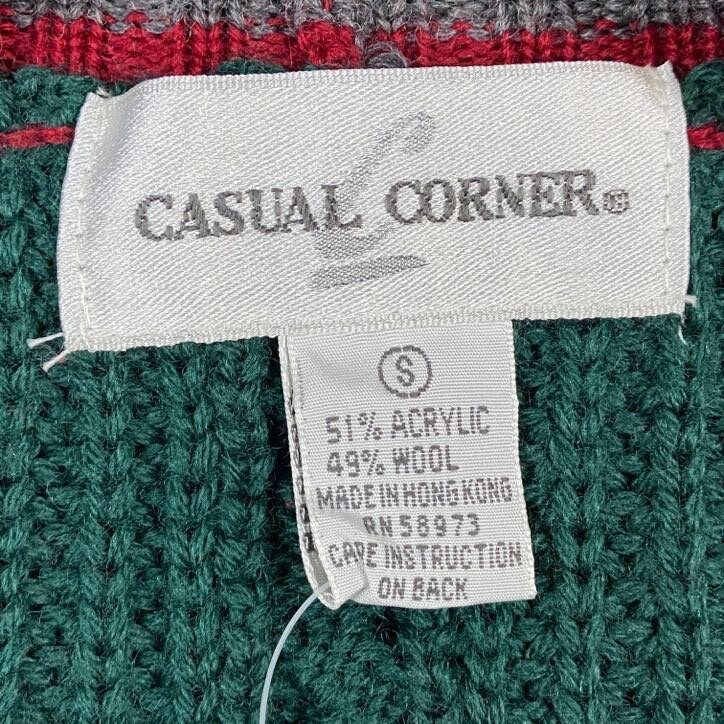 CASUAL CORNER®
S
51% ACRYLIC
49% WOOL
MADE IN HONG KONG
RN 58973
CARE INSTRUCTION
ON BACK